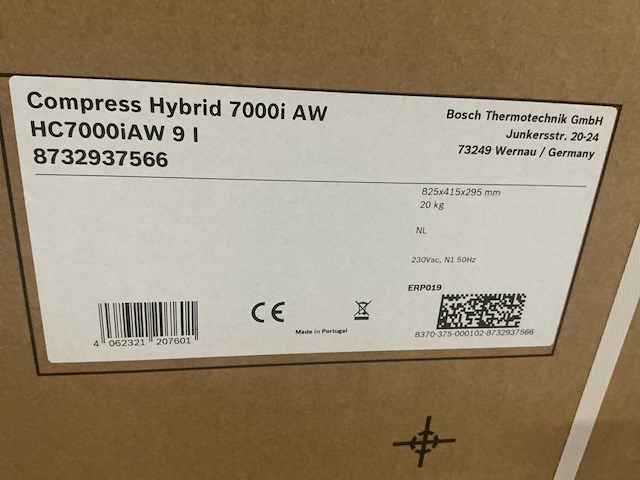 Compress Hybrid 7000i AW
HC7000iAW 9 I
8732937566
Bosch Thermotechnik GmbH
Junkersstr. 20-24
73249 Wernau / Germany
825x415x295 mm
20 kg
NL
230Vac, N1 50Hz
ERP019
CE
Made in Portugal
4 062321 207601
8370-375-000102-8732937566